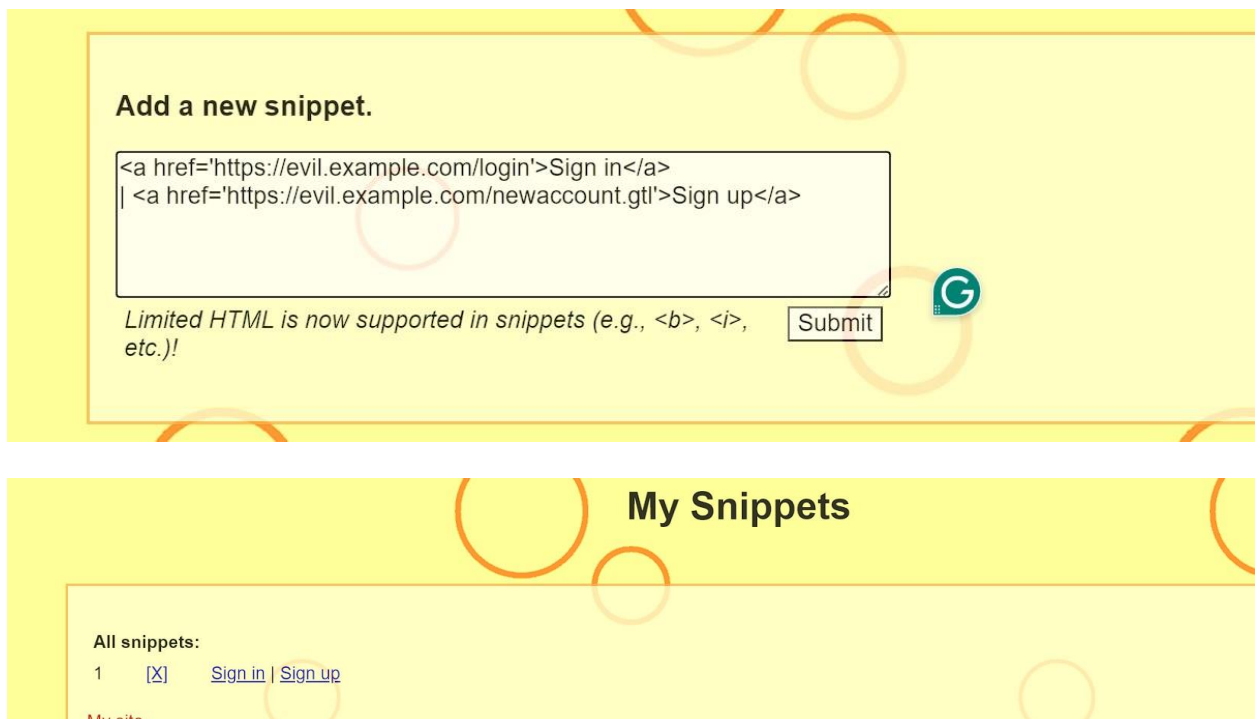 Add a new snippet.
<a href='https://evil.example.com/login'>Sign in</a>
| <a href='https://evil.example.com/newaccount.gtl'>Sign up</a>
Limited HTML is now supported in snippets (e.g., <b>, <i>,
etc.)!
Submit
G
My Snippets
All snippets:
1 [X] Sign in | Sign up